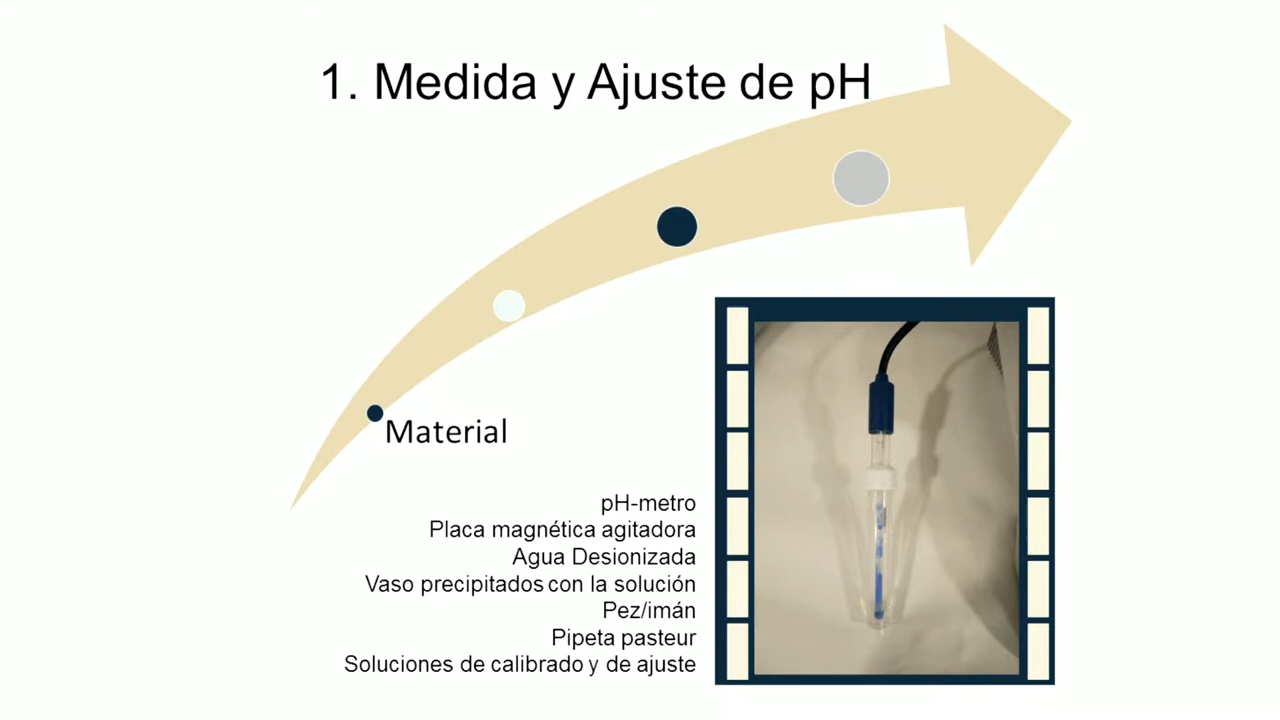 1. Medida y Ajuste de pH
Material
pH-metro
Placa magnética agitadora
Agua Desionizada
Vaso precipitados con la solución
Pez/imán
Pipeta pasteur
Soluciones de calibrado y de ajuste